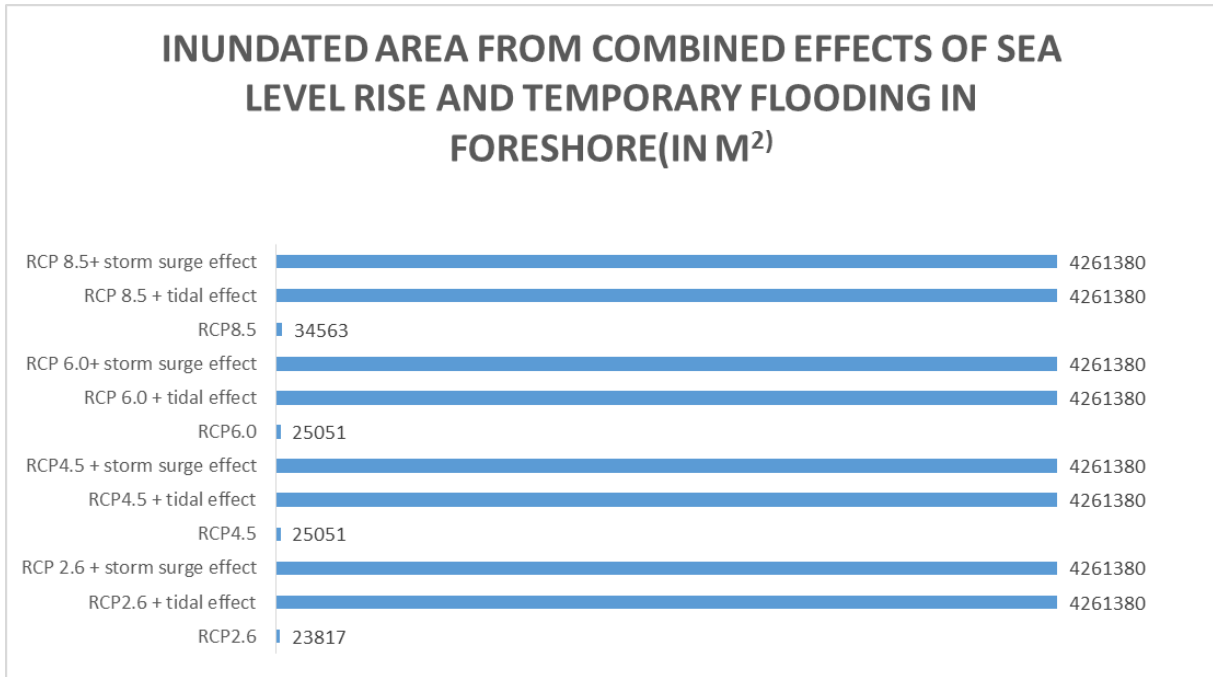 INUNDATED AREA FROM COMBINED EFFECTS OF SEA
LEVEL RISE AND TEMPORARY FLOODING IN
FORESHORE(IN M²⁾
RCP 8.5+ storm surge effect 4261380
RCP 8.5 + tidal effect 4261380
RCP8.5 34563
RCP 6.0+ storm surge effect 4261380
RCP 6.0 + tidal effect 4261380
RCP6.0 25051
RCP4.5 + storm surge effect 4261380
RCP4.5 + tidal effect 4261380
RCP4.5 25051
RCP 2.6 + storm surge effect 4261380
RCP2.6 + tidal effect 4261380
RCP2.6 23817